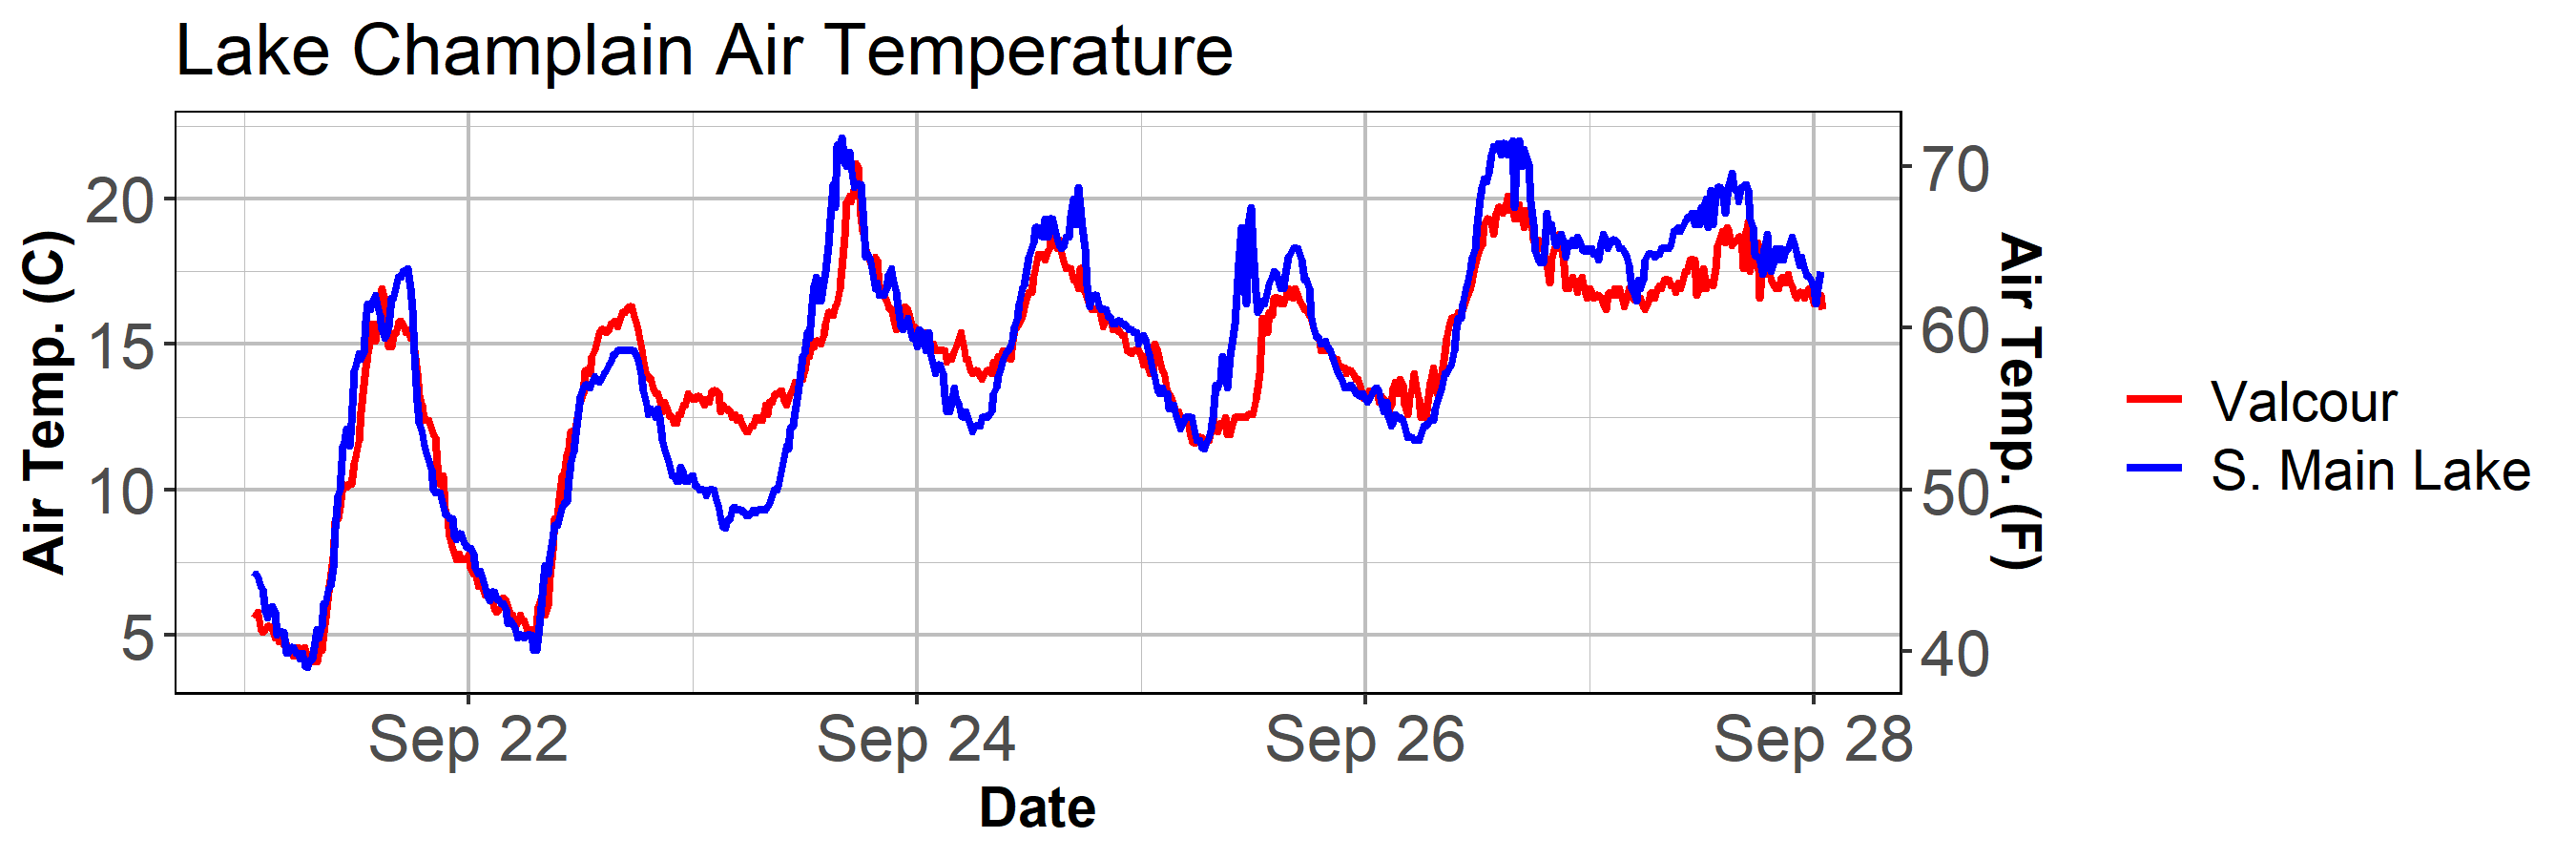 Lake Champlain Air Temperature
Air Temp. (C)
20
15
10
5
70
60
50
40
Air Temp. (F)
Sep 22
Sep 24
Sep 26
Sep 28
Date
Valcour
S. Main Lake